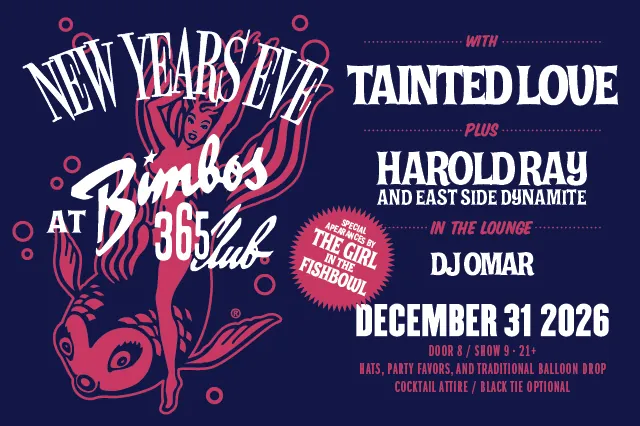 NEW YEARS EVE
AT Bimbos
365 Club
®
WITH
TAINTED LOVE
PLUS
HAROLD RAY
AND EAST SIDE DYNAMITE
IN THE LOUNGE
DJ OMAR
SPECIAL
APEARANCES BY
THE GIRL
IN THE
FISHBOWL
DECEMBER 31 2026
DOOR 8 / SHOW 9 - 21+
HATS, PARTY FAVORS, AND TRADITIONAL BALLOON DROP
COCKTAIL ATTIRE / BLACK TIE OPTIONAL